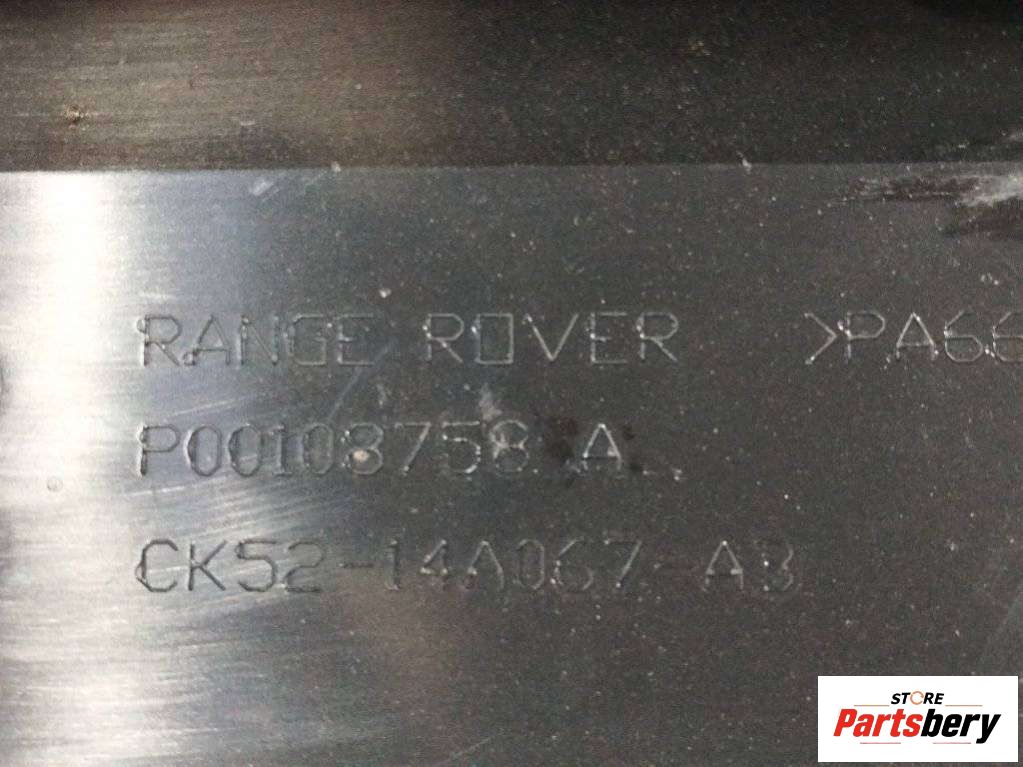 RANGE ROVER >PA66
P00108758 A
CK52-14A067-AB
STORE
Partsbery